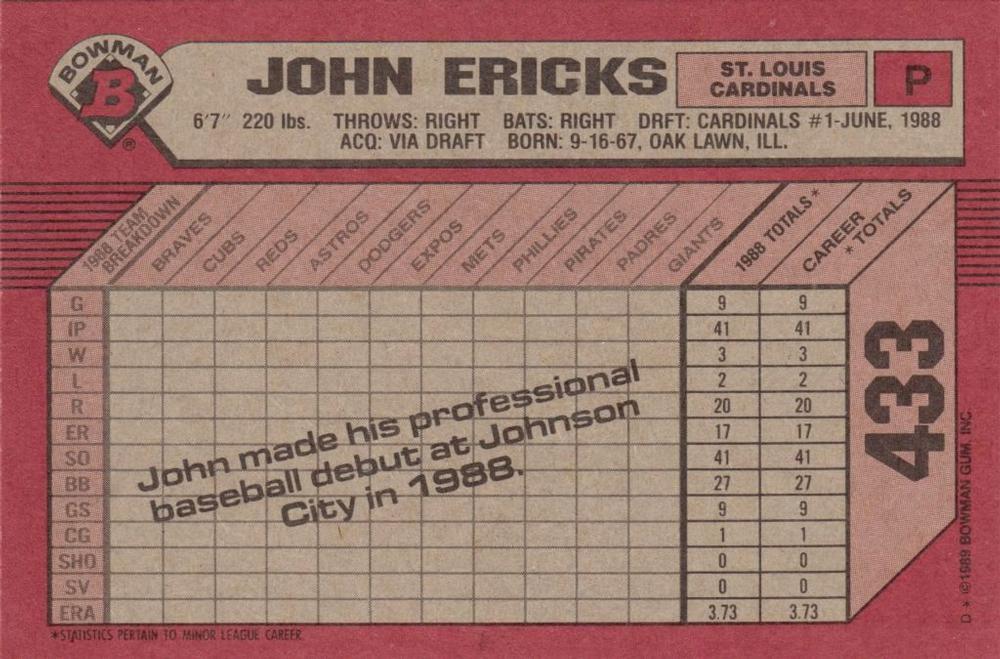 BOWMAN
B
®
JOHN ERICKS
ST. LOUIS
CARDINALS
P
6'7" 220 lbs. THROWS: RIGHT BATS: RIGHT DRFT: CARDINALS #1-JUNE, 1988
ACQ: VIA DRAFT BORN: 9-16-67, OAK LAWN, ILL.
1988 TEAM
BREAKDOWN
BRAVES
CUBS
REDS
ASTROS
DODGERS
EXPOS
METS
PHILLIES
PIRATES
PADRES
GIANTS
1988 TOTALS *
CAREER
* TOTALS
G 9 9
IP 41 41
W 3 3
L 2 2
R 20 20
ER 17 17
SO 41 41
BB 27 27
GS 9 9
CG 1 1
SHO 0 0
SV 0 0
ERA 3.73 3.73
John made his professional
baseball debut at Johnson
City in 1988.
433
D * ©1989 BOWMAN GUM, INC.
*STATISTICS PERTAIN TO MINOR LEAGUE CAREER.